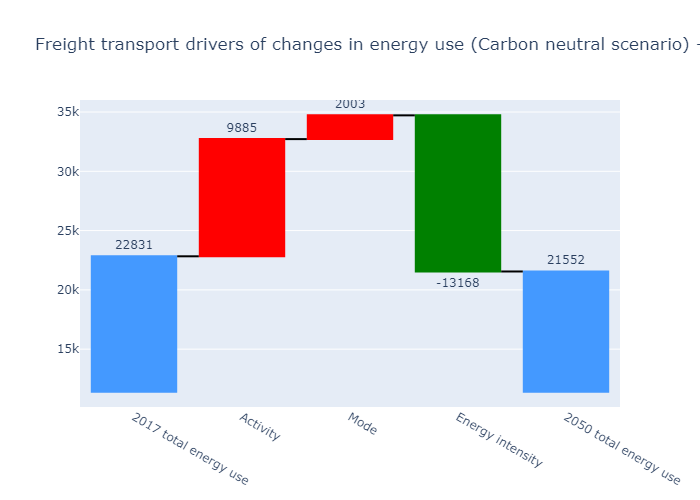 Freight transport drivers of changes in energy use (Carbon neutral scenario) -
35k
30k
25k
20k
15k
22831
9885
2003
-13168
21552
2017 total energy use
Activity
Mode
Energy intensity
2050 total energy use